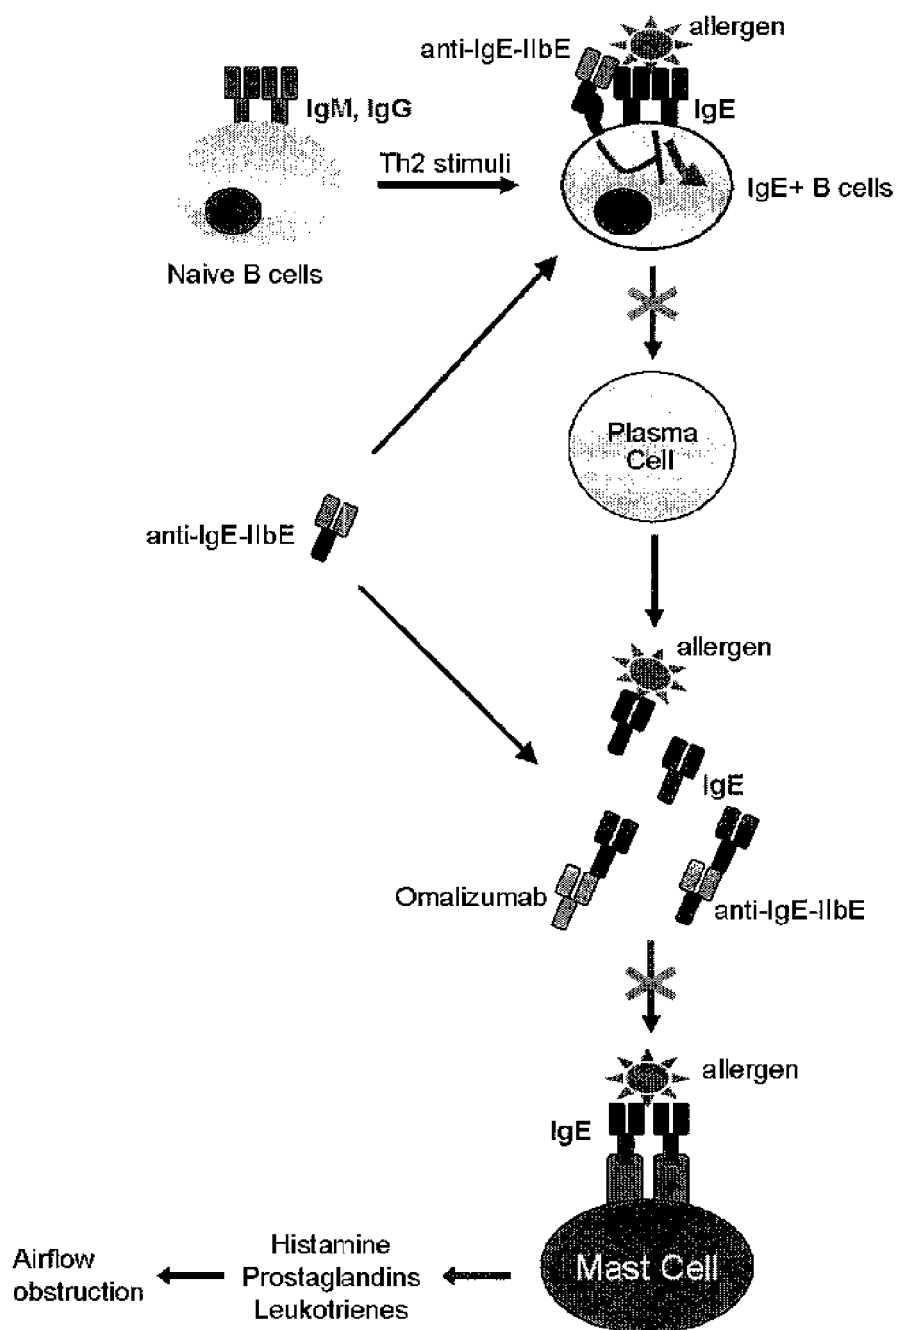 allergen
anti-IgE-IIbE
IgM, IgG
IgE
Th2 stimuli
IgE+ B cells
Naive B cells
Plasma
Cell
anti-IgE-IIbE
allergen
IgE
Omalizumab
anti-IgE-IIbE
allergen
IgE
Mast Cell
Airflow
obstruction
Histamine
Prostaglandins
Leukotrienes